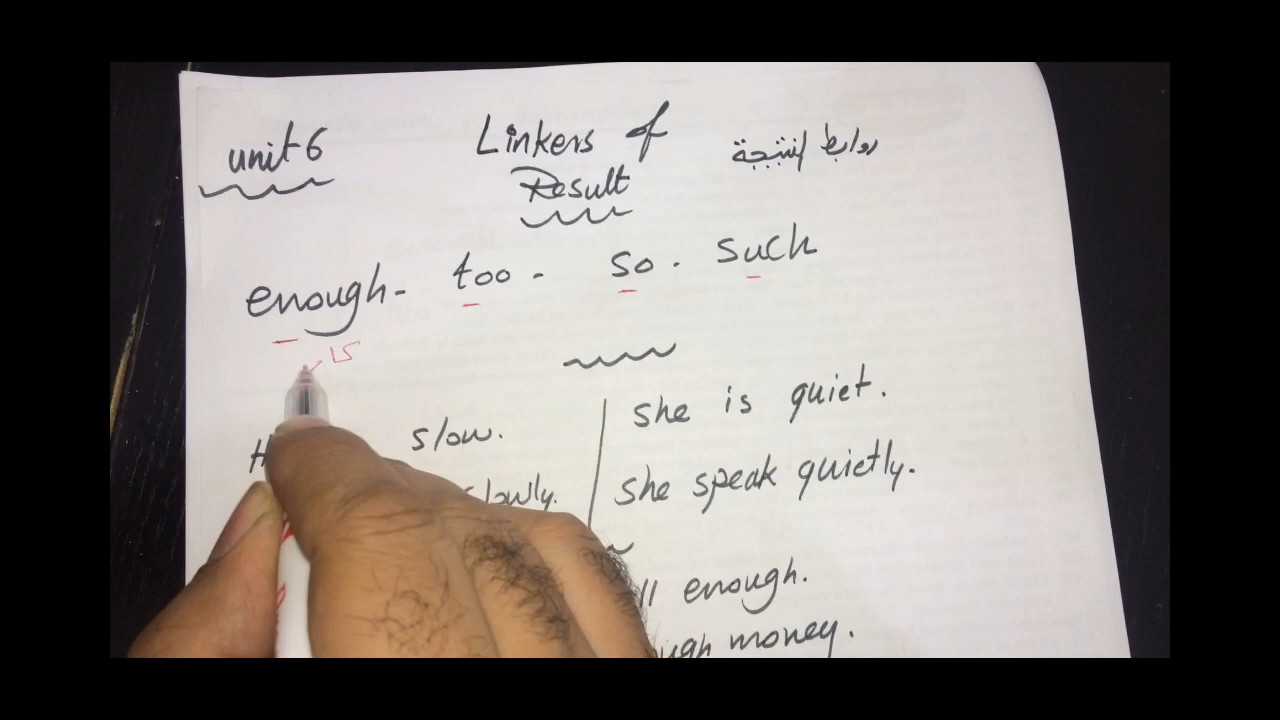 unit 6
Linkers of
Result
روابط النتيجة
enough - too - so . such
slow.
slowly.
she is quiet.
she speak quietly.
enough.
money.